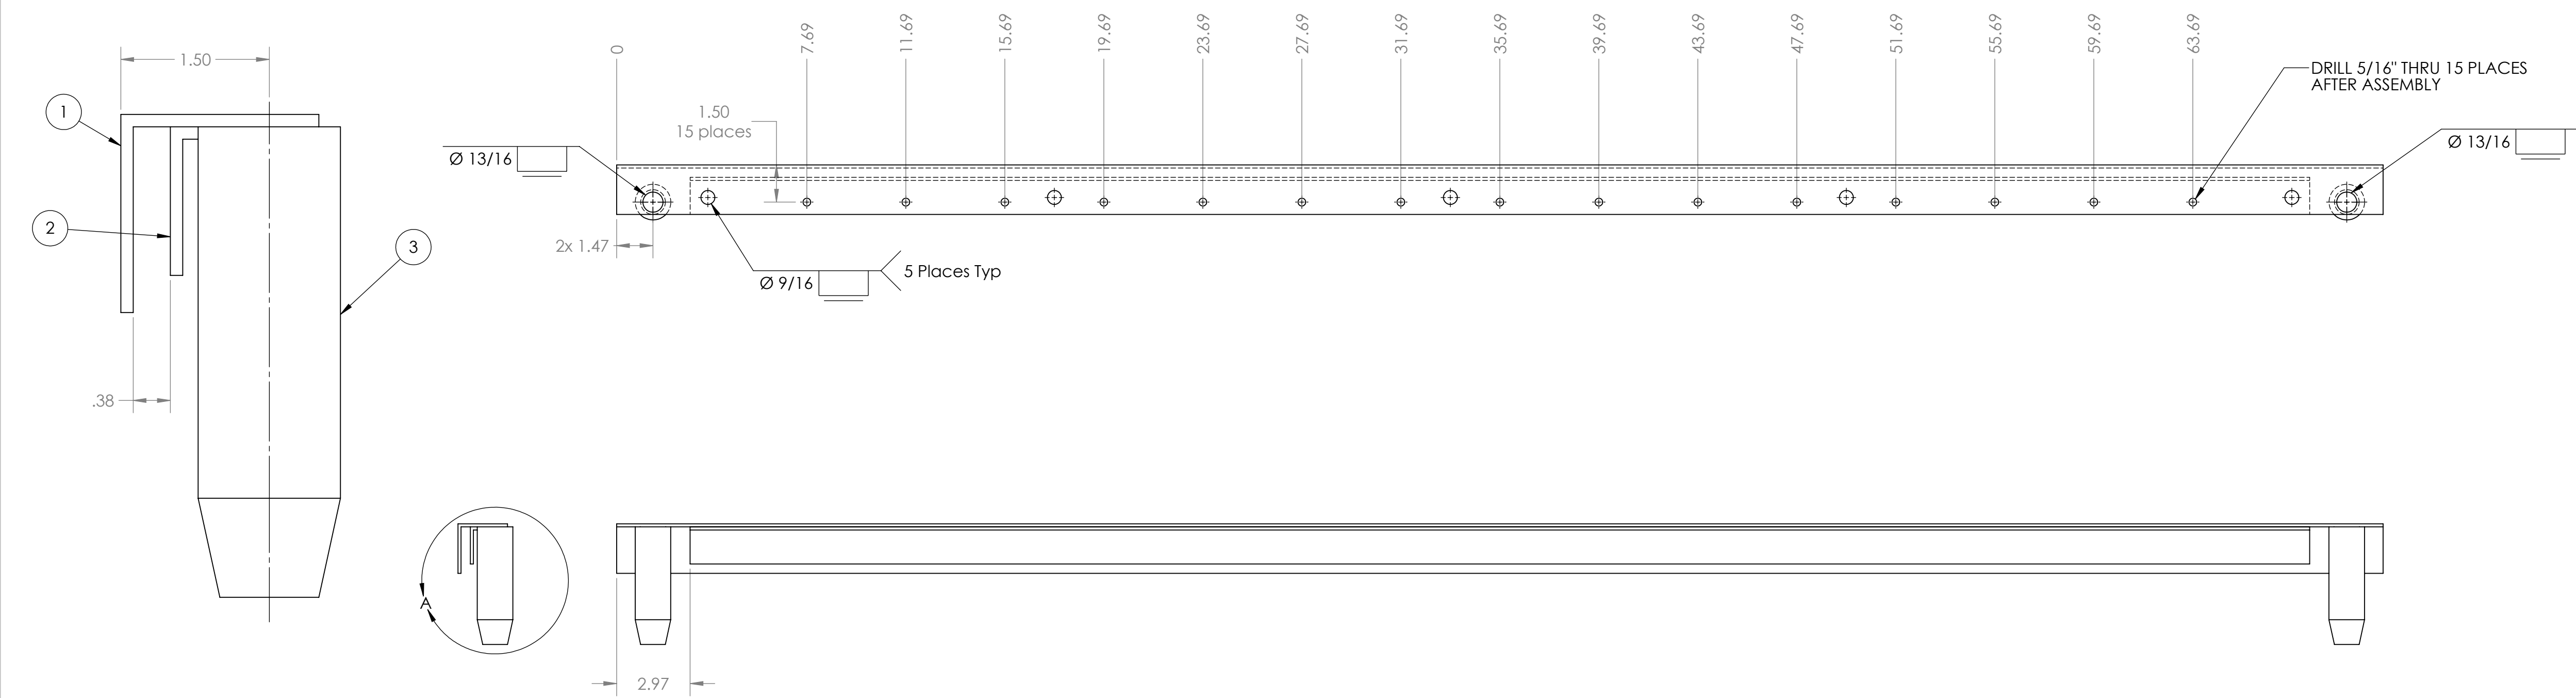 1.50
1
2
3
.38
0
7.69
11.69
15.69
19.69
23.69
27.69
31.69
35.69
39.69
43.69
47.69
51.69
55.69
59.69
63.69
DRILL 5/16" THRU 15 PLACES
AFTER ASSEMBLY
1.50
15 places
Ø 13/16
Ø 13/16
2x 1.47
Ø 9/16
5 Places Typ
A
2.97